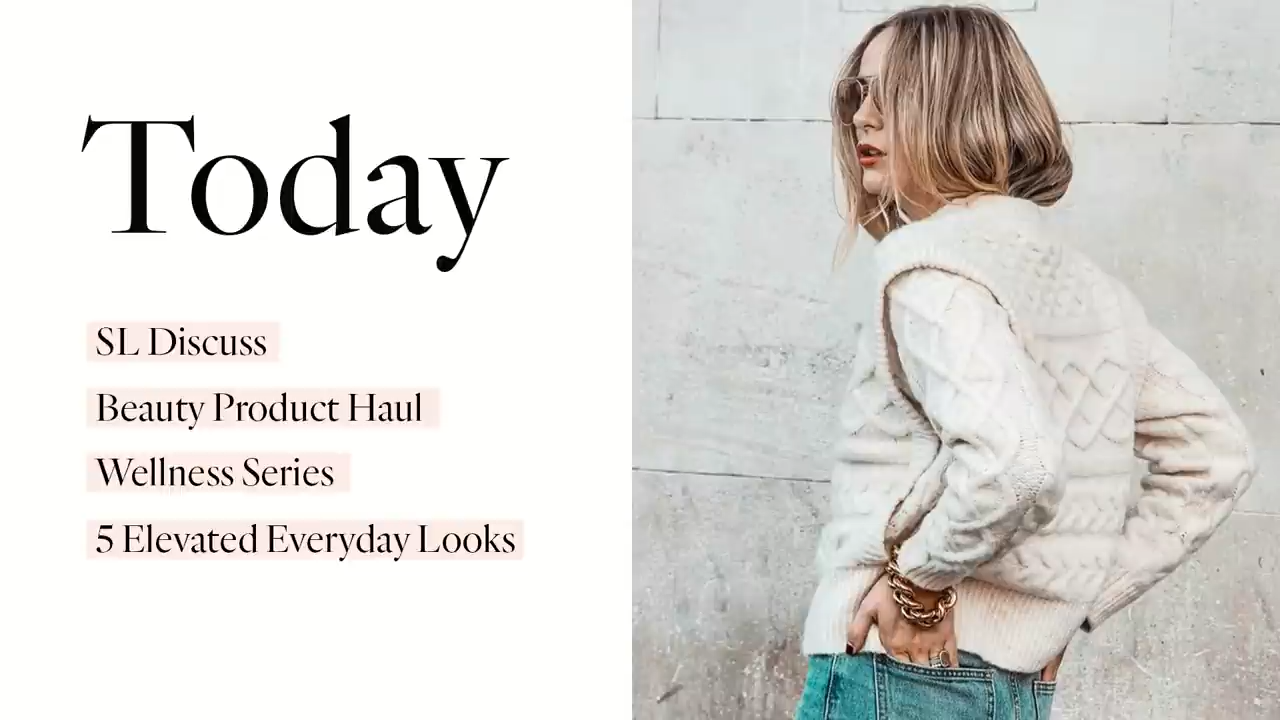 Today
SL Discuss
Beauty Product Haul
Wellness Series
5 Elevated Everyday Looks